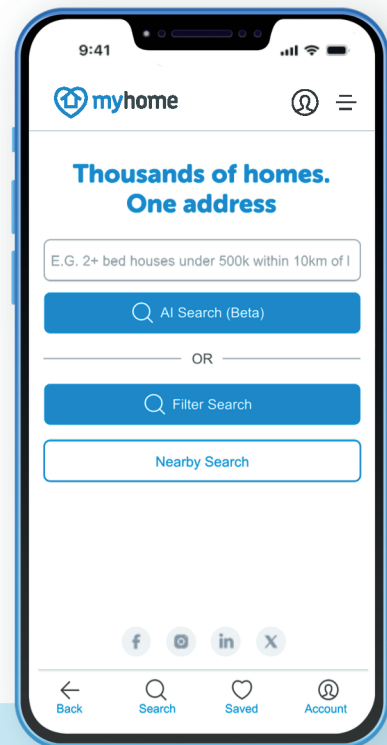 9:41
myhome
Thousands of homes.
One address
E.G. 2+ bed houses under 500k within 10km of
AI Search (Beta)
OR
Filter Search
Nearby Search
f
in
X
Back
Search
Saved
Account